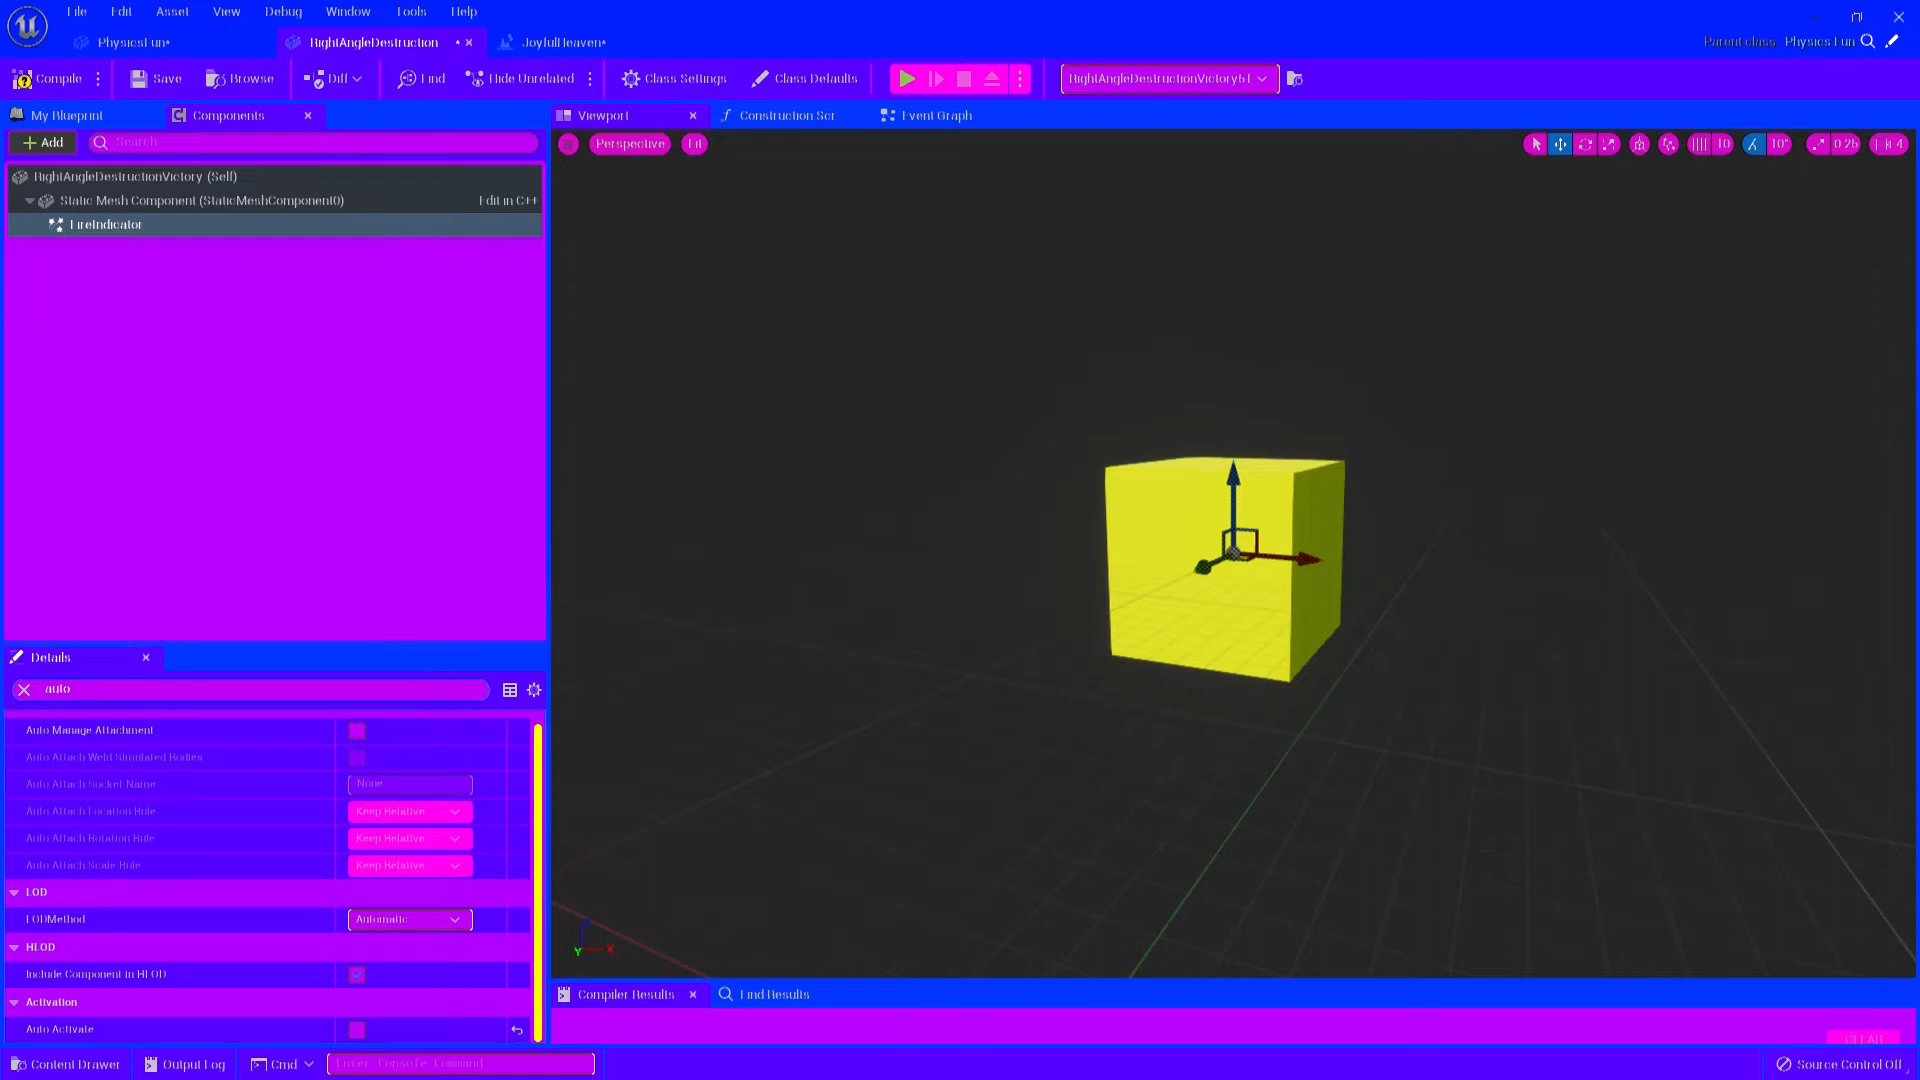 File Edit Asset View Debug Window Tools Help
PhysicsFun* RightAngleDestruction JoyfulHeaven*
Parent class: Physics Fun
Compile Save Browse Diff Find Hide Unrelated Class Settings Class Defaults RightAngleDestructionVictory51
My Blueprint Components Viewport Construction Scr Event Graph
Add Search Perspective Lit 10 10° 0.25 4
RightAngleDestructionVictory (Self)
Static Mesh Component (StaticMeshComponent0) Edit in C++
FireIndicator
Details
auto
Auto Manage Attachment
Auto Attach Weld Simulated Bodies
Auto Attach Socket Name None
Auto Attach Location Rule Keep Relative
Auto Attach Rotation Rule Keep Relative
Auto Attach Scale Rule Keep Relative
LOD
LODMethod Automatic
HLOD
Include Component in HLOD
Activation
Auto Activate
Y X
Compiler Results Find Results
CLEAR
Content Drawer Output Log Cmd Enter Console Command Source Control Off